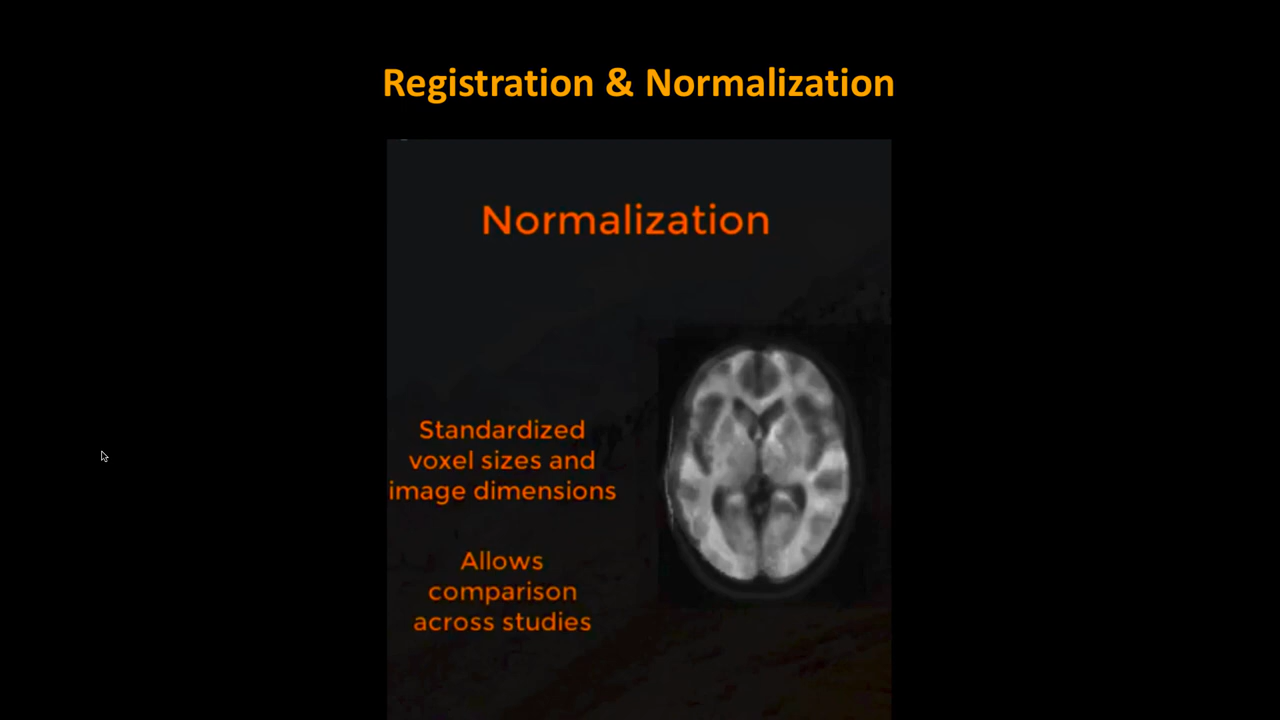 Registration & Normalization
Normalization
Standardized
voxel sizes and
image dimensions
Allows
comparison
across studies